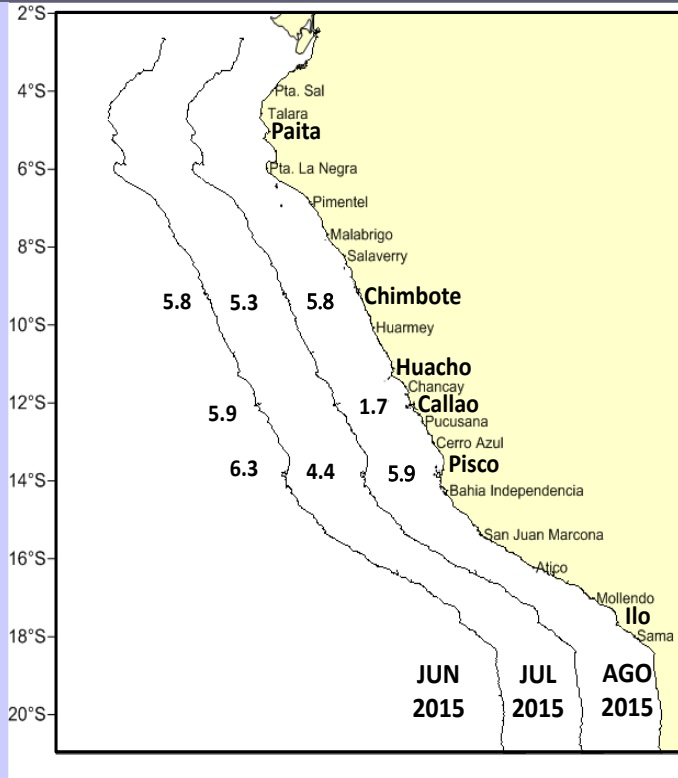 2°S
4°S
Pta. Sal
Talara
Paita
6°S
Pta. La Negra
Pimentel
8°S
Malabrigo
Salaverry
5.8 5.3 5.8 Chimbote
10°S
Huarmey
Huacho
Chancay
12°S
5.9 1.7 Callao
Pucusana
Cerro Azul
6.3 4.4 5.9 Pisco
14°S
Bahia Independencia
San Juan Marcona
16°S
Atico
Mollendo
Ilo
18°S
Sama
JUN JUL AGO
2015 2015 2015
20°S